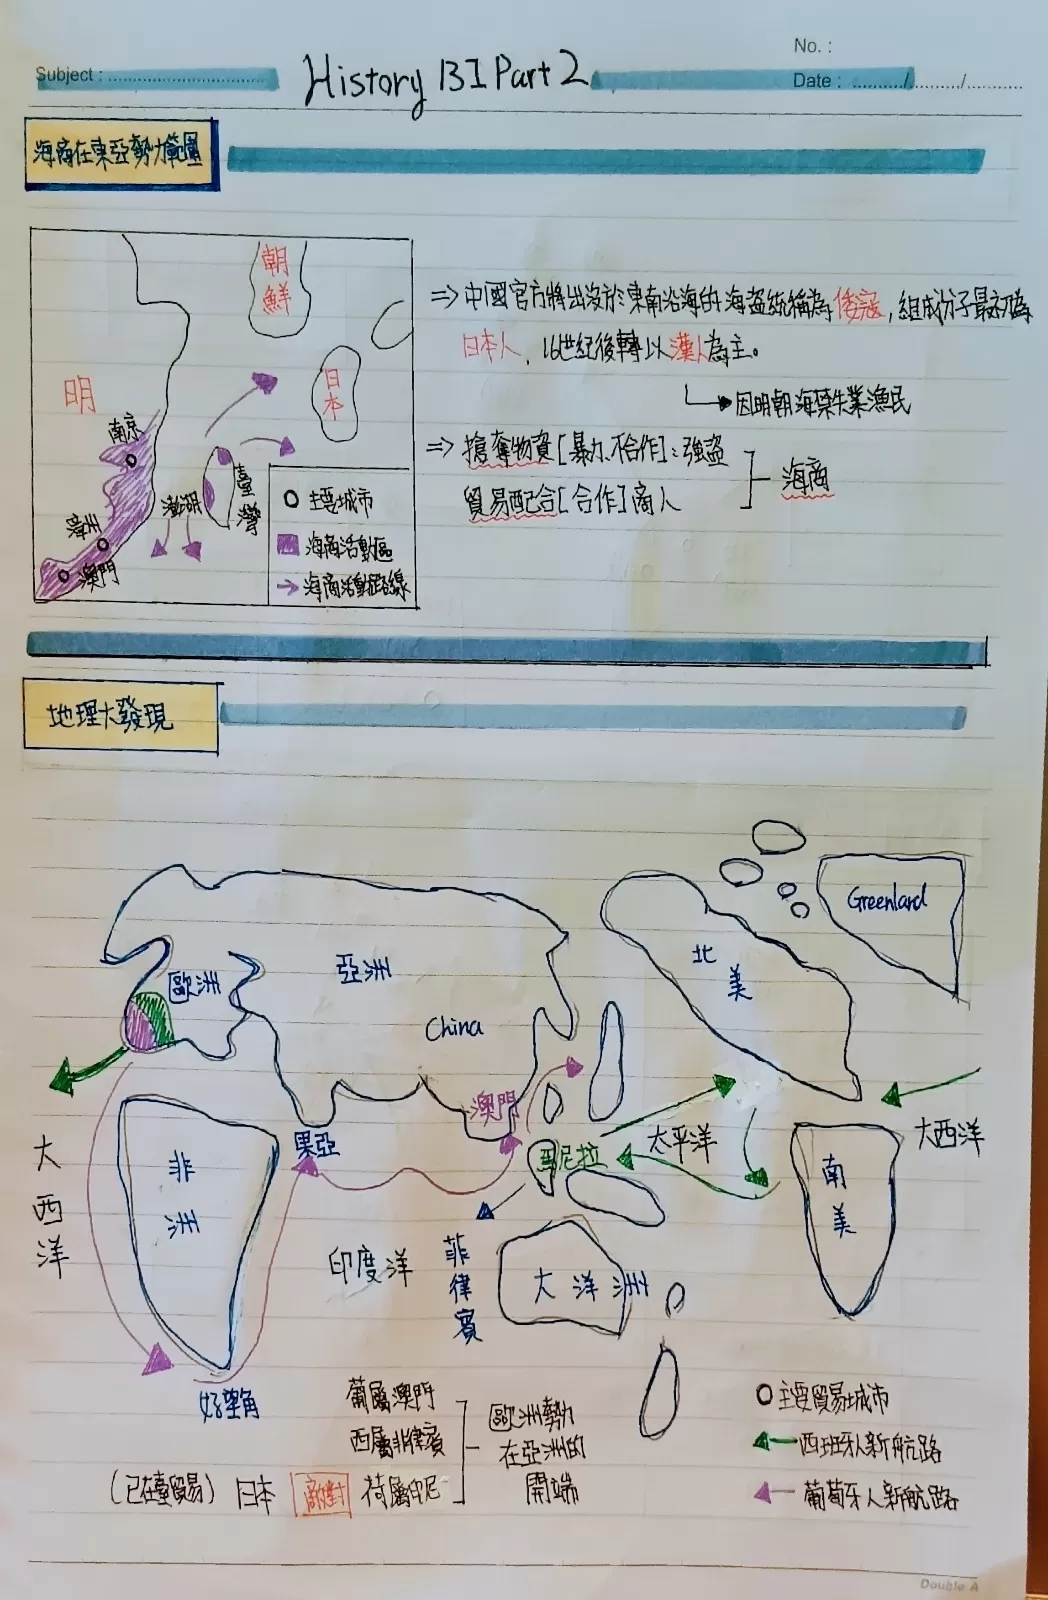 No. :
Subject :
History B1 Part 2
Date : / /
海商在東亞勢力範圍
朝鮮
明
日本
南京
漳州
澎湖
臺灣
澳門
主要城市
海商活動區
海商活動路線
⇒ 中國官方將出沒於東南沿海的海盜統稱為倭寇，組成份子最初為
日本人，16世紀後轉以漢人為主。
因明朝海禁失業漁民
⇒ 搶奪物資[暴力、不合作]：強盜
貿易配合[合作]商人
海商
地理大發現
Greenland
北美
歐洲
亞洲
China
澳門
果亞
馬尼拉
太平洋
大西洋
大西洋
非洲
南美
印度洋
菲律賓
大洋洲
好望角
葡屬澳門
西屬菲律賓
(已在臺貿易) 日本 敵對 荷屬印尼
歐洲勢力
在亞洲的
開端
主要貿易城市
西班牙人新航路
葡萄牙人新航路
Double A